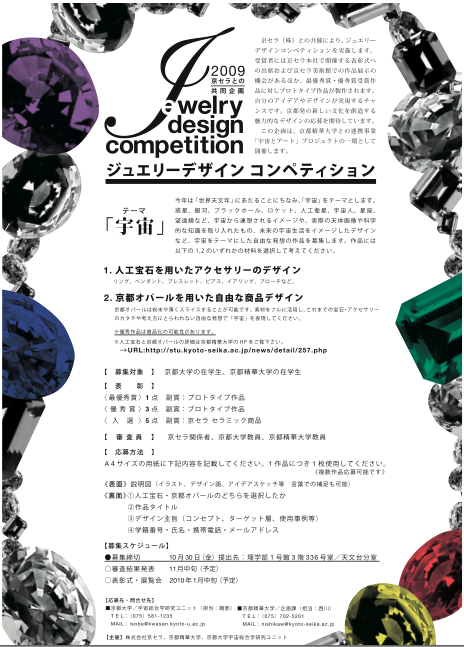 2009
京セラとの
共同企画
Jewelry
design
competition
ジュエリーデザイン コンペティション
京セラ（株）との共催により、ジュエリー
デザインコンペティションを実施します。
受賞者には京セラ本社で開催する表彰式へ
の出席および京セラ美術館での作品展示の
機会があるほか、最優秀賞・優秀賞受賞作
品に対しプロトタイプ作品が製作されます。
自分のアイデアやデザインが実現するチャ
ンスです。京都発の新しい文化を創造する
魅力的なデザインの応募を期待しています。
この企画は、京都精華大学との連携事業
「宇宙とアート」プロジェクトの一環として
開催します。
テーマ
「宇宙」
今年は「世界天文年」にあたることにちなみ、「宇宙」をテーマとします。
惑星、銀河、ブラックホール、ロケット、人工衛星、宇宙人、星座、
望遠鏡など、宇宙から連想されるイメージや、実際の天体画像や科学
的な知識を取り入れたもの、未来の宇宙生活をイメージしたデザイン
など、宇宙をテーマにした自由な発想の作品を募集します。作品には
以下の 1,2 のいずれかの材料を選択して考えてください。
1. 人工宝石を用いたアクセサリーのデザイン
リング、ペンダント、ブレスレット、ピアス、イアリング、ブローチなど。
2. 京都オパールを用いた自由な商品デザイン
京都オパールは粉末や薄くスライスすることが可能です。素材をフルに活用し、これまでの宝石・アクセサリー
のカタチや考え方にとらわれない自由な発想で「宇宙」を表現してください。
※優秀作品は商品化の可能性があります。
※人工宝石と京都オパールの詳細は京都精華大学の HP をご覧下さい。
→URL:http://stu.kyoto-seika.ac.jp/news/detail/257.php
【 募集対象 】 京都大学の在学生、京都精華大学の在学生
【 表 彰 】
〈最優秀賞〉1 点 副賞：プロトタイプ作品
〈優 秀 賞〉3 点 副賞：プロトタイプ作品
〈 入 選 〉5 点 副賞：京セラ セラミック商品
【 審 査 員 】 京セラ関係者、京都大学教員、京都精華大学教員
【 応募方法 】
A4サイズの用紙に下記内容を記載してください。1 作品につき 1 枚使用してください。
（複数作品応募可能です）
《表面》説明図（イラスト、デザイン画、アイデアスケッチ等 言葉での補足も可能）
《裏面》①人工宝石・京都オパールのどちらを選択したか
②作品タイトル
③デザイン主旨（コンセプト、ターゲット層、使用事例等）
④学籍番号・氏名・携帯電話・メールアドレス
【募集スケジュール】
●募集締切 10月30日（金）提出先：理学部1号館3階336号室／天文台分室
○審査結果発表 11月中旬（予定）
○表彰式・展覧会 2010年1月中旬（予定）
【応募先・問合せ先】
■京都大学／宇宙総合学研究ユニット（担当：磯部）
TEL：（075）581-1235
MAIL：isobe@kwasan.kyoto-u.ac.jp
■京都精華大学／企画課（担当：西川）
TEL：（075）702-5201
MAIL：nishikaw@kyoto-seika.ac.jp
【主催】株式会社京セラ、京都精華大学、京都大学宇宙総合学研究ユニット